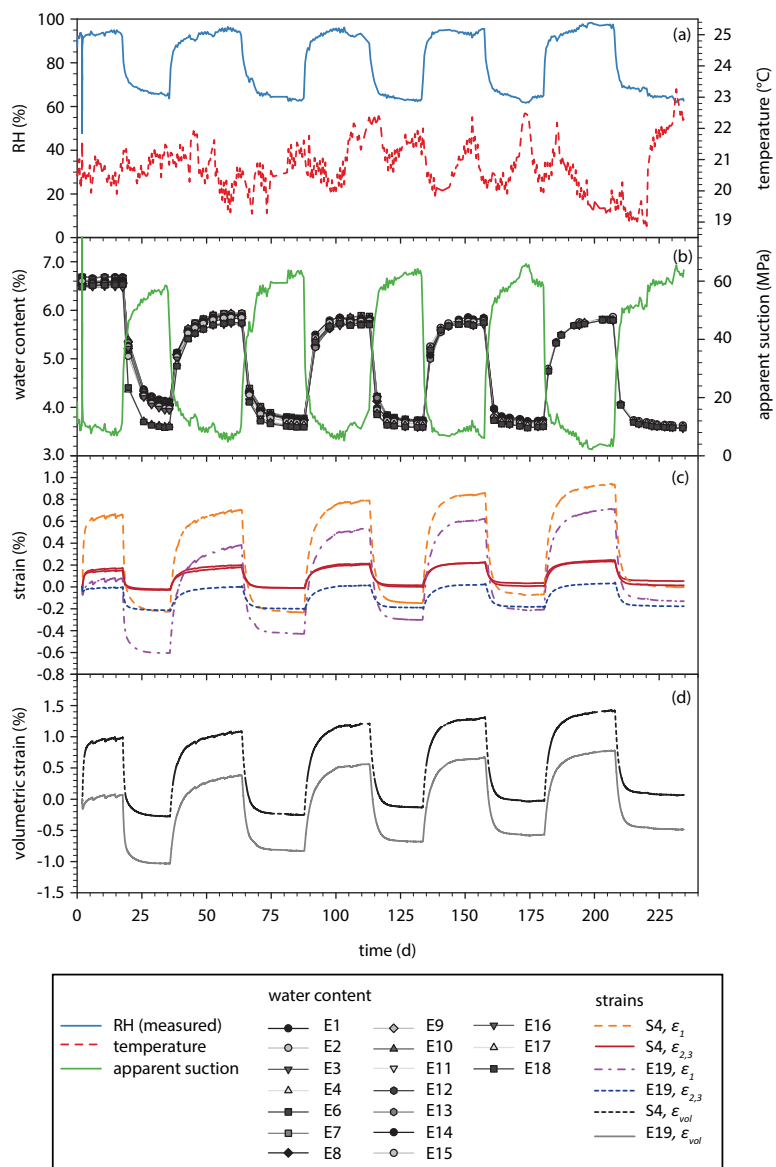 (a)
RH (%)
100
80
60
40
20
0
temperature (°C)
25
24
23
22
21
20
19
(b)
water content (%)
7.0
6.0
5.0
4.0
3.0
apparent suction (MPa)
60
40
20
0
(c)
strain (%)
1.0
0.8
0.6
0.4
0.2
0.0
-0.2
-0.4
-0.6
-0.8
(d)
volumetric strain (%)
1.5
1.0
0.5
0.0
-0.5
-1.0
-1.5
0 25 50 75 100 125 150 175 200 225
time (d)
RH (measured)
temperature
apparent suction
water content
E1
E2
E3
E4
E6
E7
E8
E9
E10
E11
E12
E13
E14
E15
E16
E17
E18
strains
S4, ε1
S4, ε2,3
E19, ε1
E19, ε2,3
S4, εvol
E19, εvol